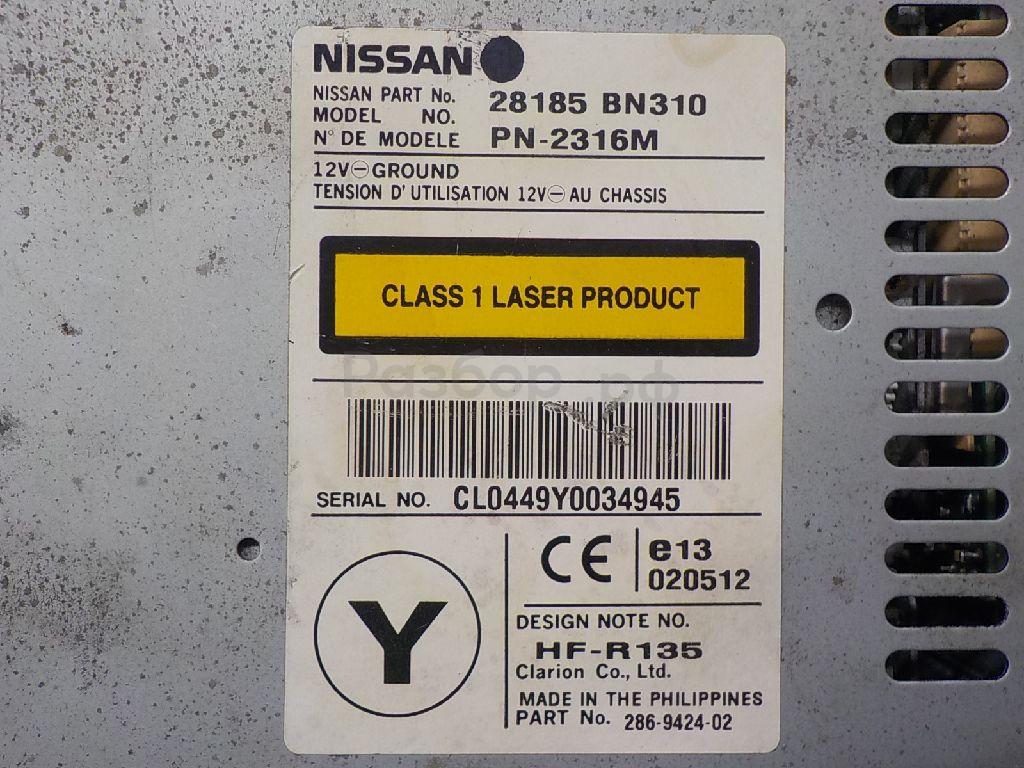 NISSAN
NISSAN PART No. 28185 BN310
MODEL NO.
N° DE MODELE PN-2316M
12V⊖GROUND
TENSION D'UTILISATION 12V⊖ AU CHASSIS
CLASS 1 LASER PRODUCT
Разбор.рф
SERIAL NO. CL0449Y0034945
Y
CE
e13
020512
DESIGN NOTE NO.
HF-R135
Clarion Co., Ltd.
MADE IN THE PHILIPPINES
PART No. 286-9424-02